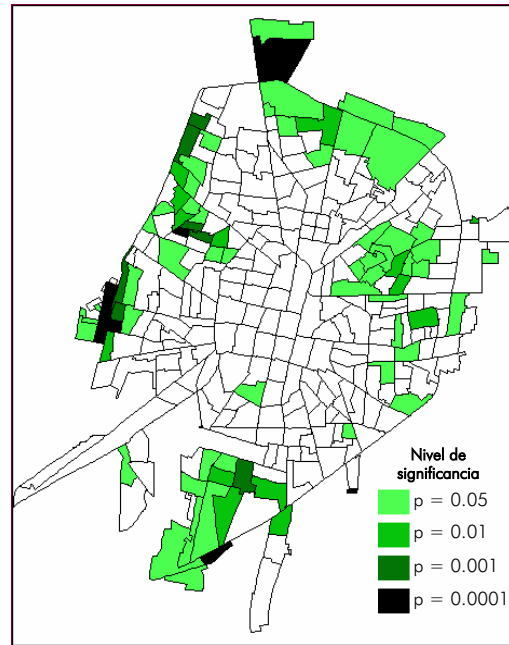 Nivel de
significancia
p = 0.05
p = 0.01
p = 0.001
p = 0.0001